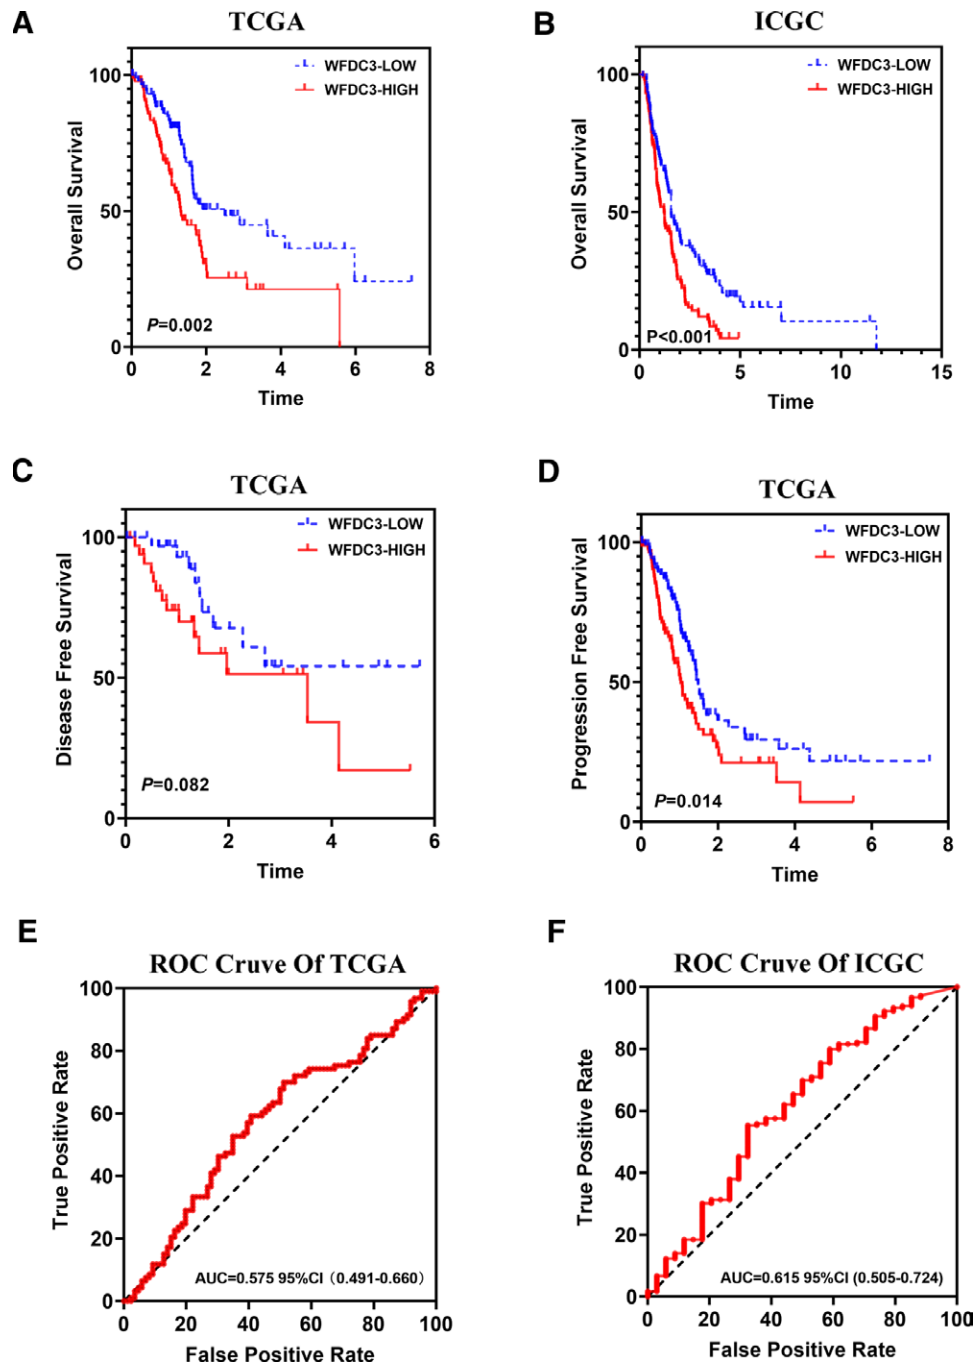 A
TCGA
Overall Survival
100
50
0
WFDC3-LOW
WFDC3-HIGH
P=0.002
0 2 4 6 8
Time
B
ICGC
Overall Survival
100
50
0
WFDC3-LOW
WFDC3-HIGH
P<0.001
0 5 10 15
Time
C
TCGA
Disease Free Survival
100
50
0
WFDC3-LOW
WFDC3-HIGH
P=0.082
0 2 4 6
Time
D
TCGA
Progression Free Survival
100
50
0
WFDC3-LOW
WFDC3-HIGH
P=0.014
0 2 4 6 8
Time
E
ROC Cruve Of TCGA
True Positive Rate
100
80
60
40
20
0
AUC=0.575 95%CI（0.491-0.660）
0 20 40 60 80 100
False Positive Rate
F
ROC Cruve Of ICGC
True Positive Rate
100
80
60
40
20
0
AUC=0.615 95%CI (0.505-0.724)
0 20 40 60 80 100
False Positive Rate